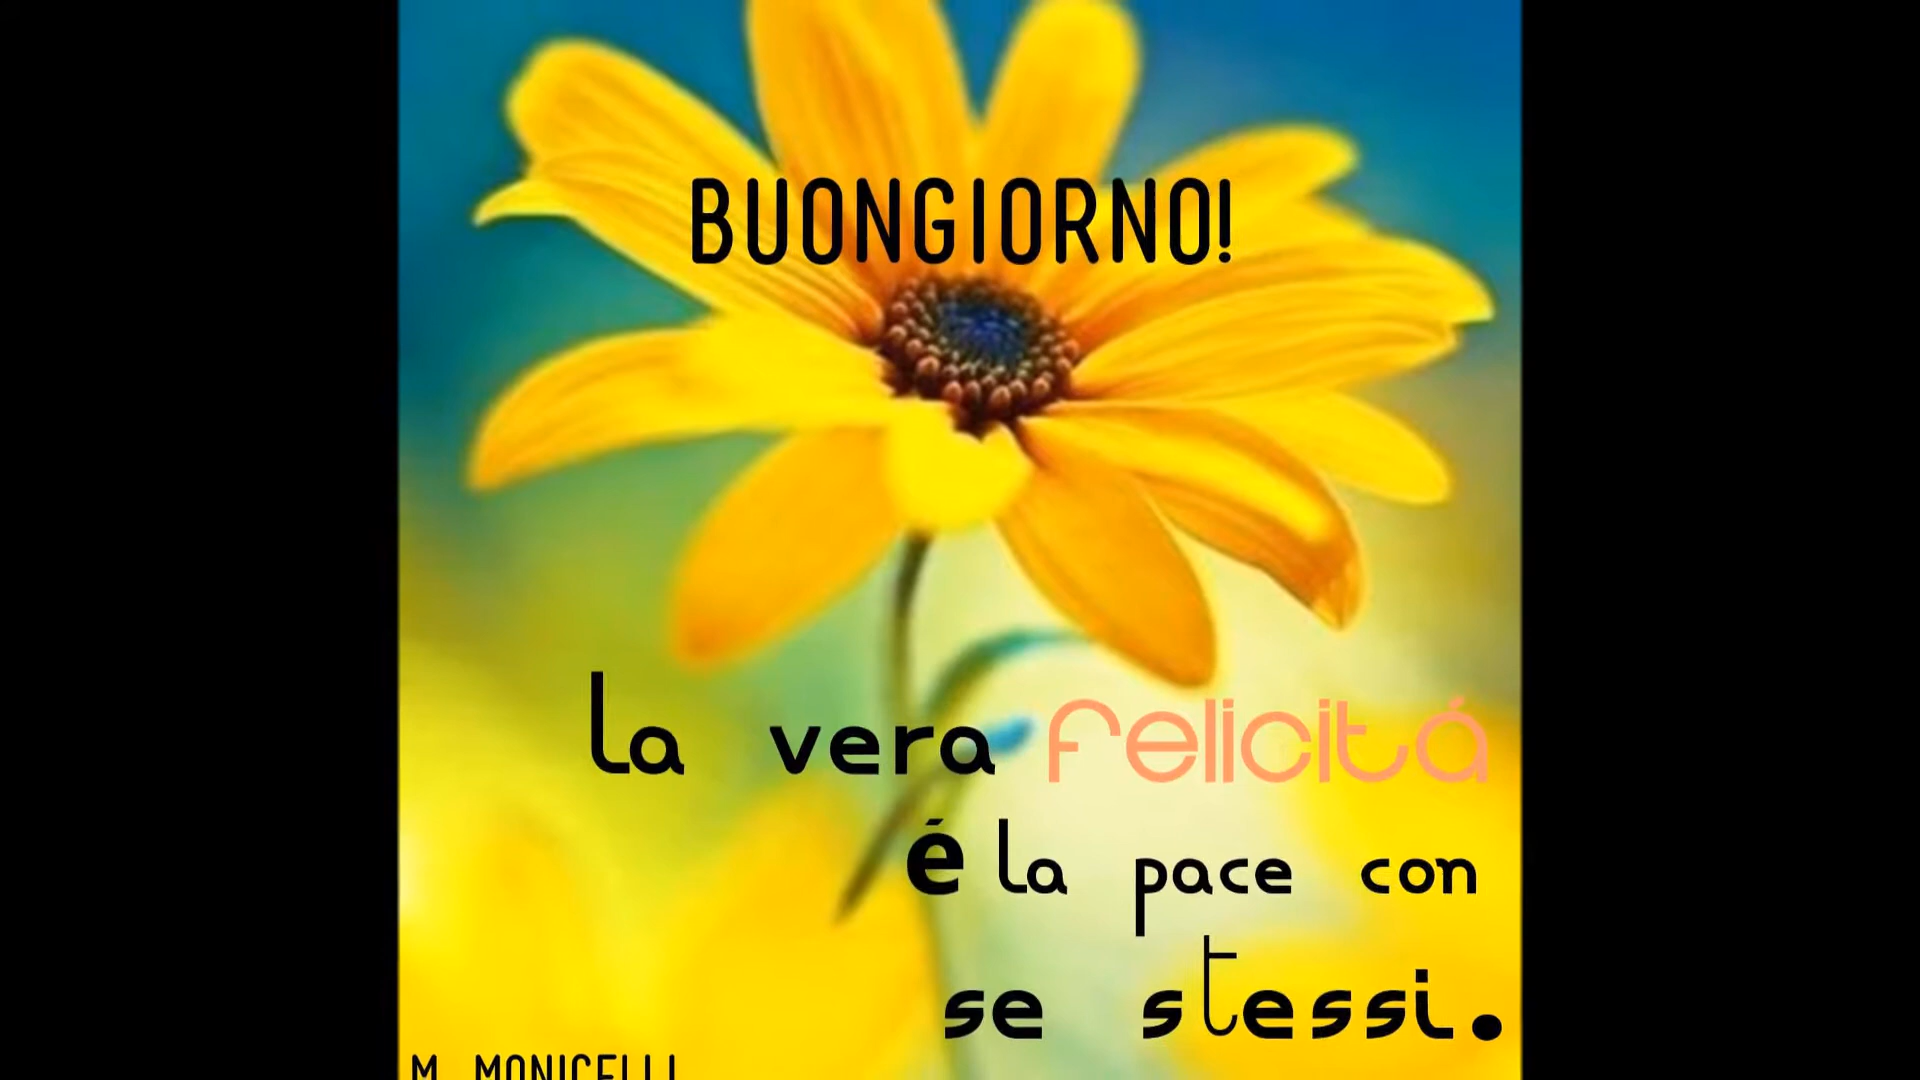 BUONGIORNO!
la vera felicitá
é la pace con
se stessi.
M. MONICELLI